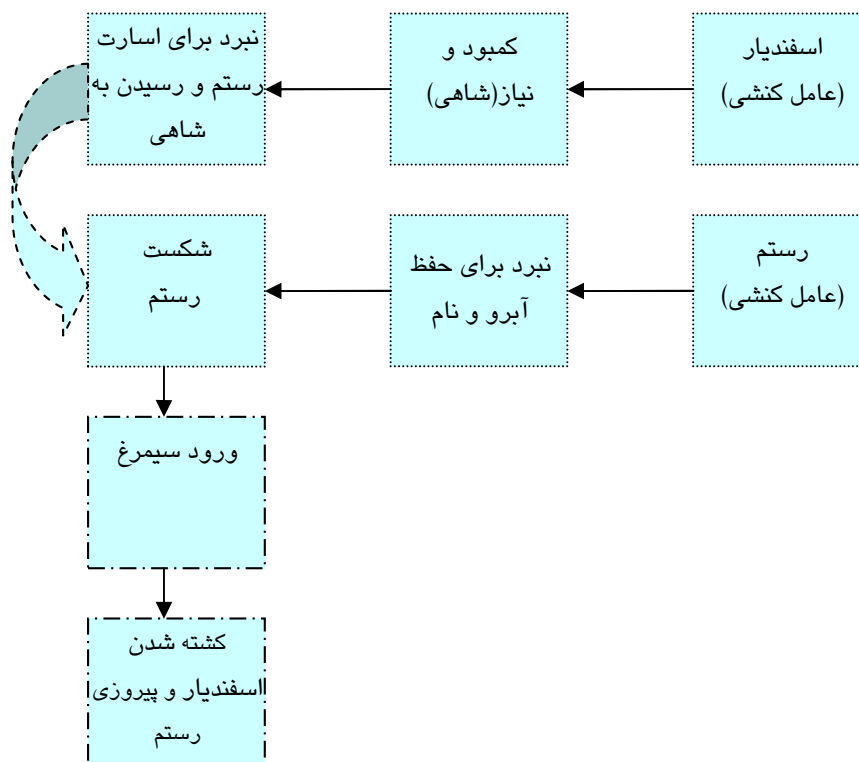 اسفندیار
(عامل کنشی)
کمبود و
نیاز(شاهی)
نبرد برای اسارت
رستم و رسیدن به
شاهی
رستم
(عامل کنشی)
نبرد برای حفظ
آبرو و نام
شکست
رستم
ورود سیمرغ
کشته شدن
اسفندیار و پیروزی
رستم